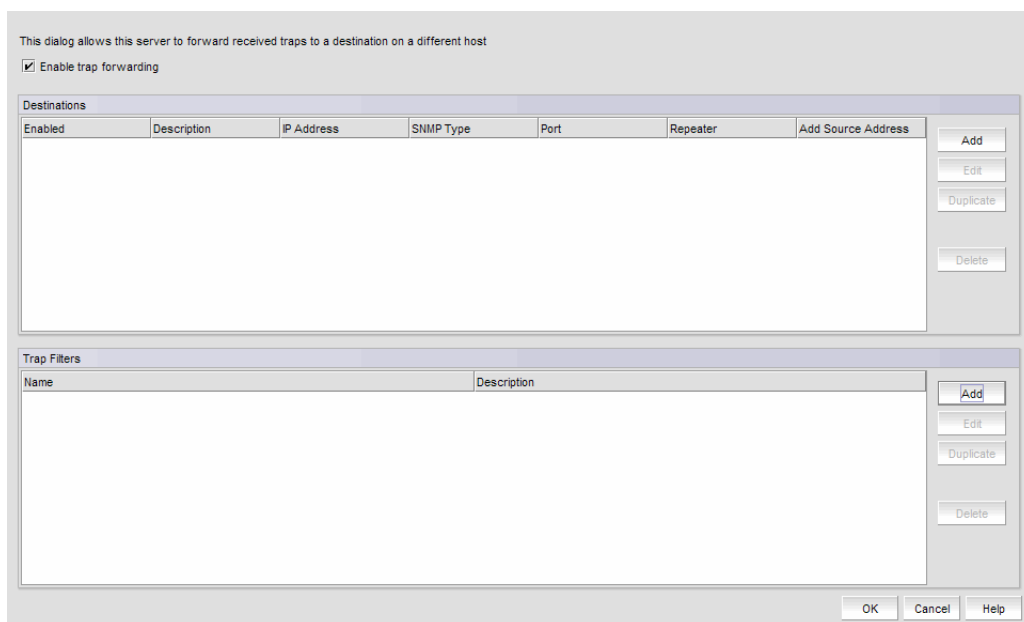 This dialog allows this server to forward received traps to a destination on a different host
Enable trap forwarding
Destinations
Enabled Description IP Address SNMP Type Port Repeater Add Source Address
Add
Edit
Duplicate
Delete
Trap Filters
Name Description
Add
Edit
Duplicate
Delete
OK Cancel Help